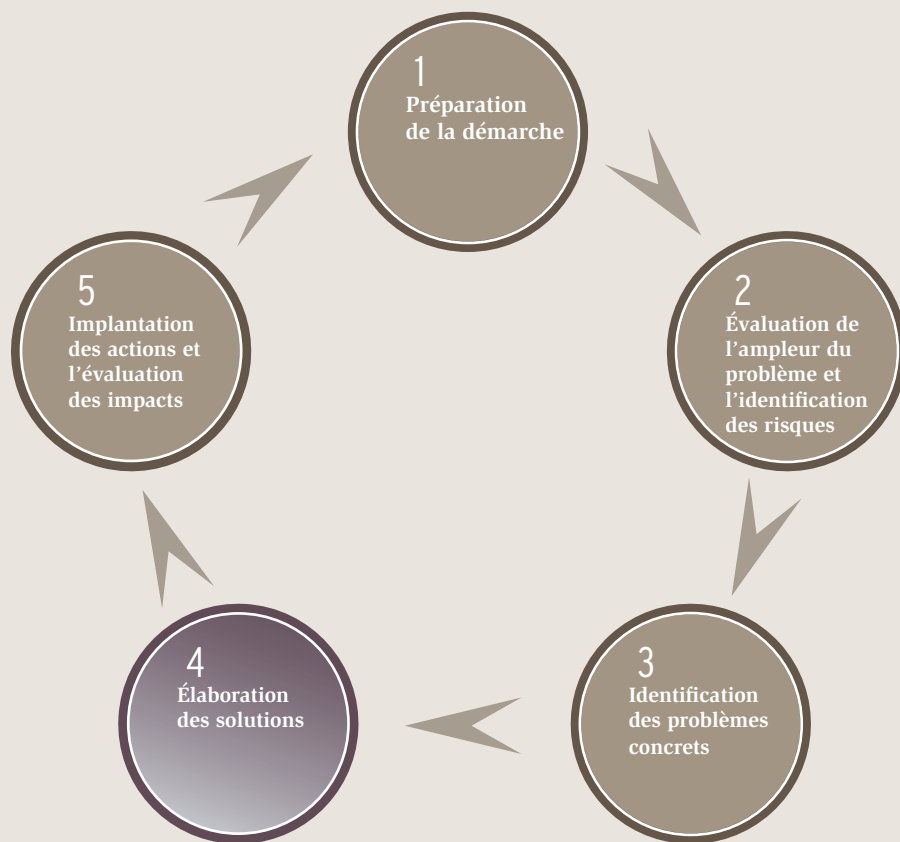 1
Préparation
de la démarche
2
Évaluation de
l’ampleur du
problème et
l’identification
des risques
3
Identification
des problèmes
concrets
4
Élaboration
des solutions
5
Implantation
des actions et
l’évaluation
des impacts